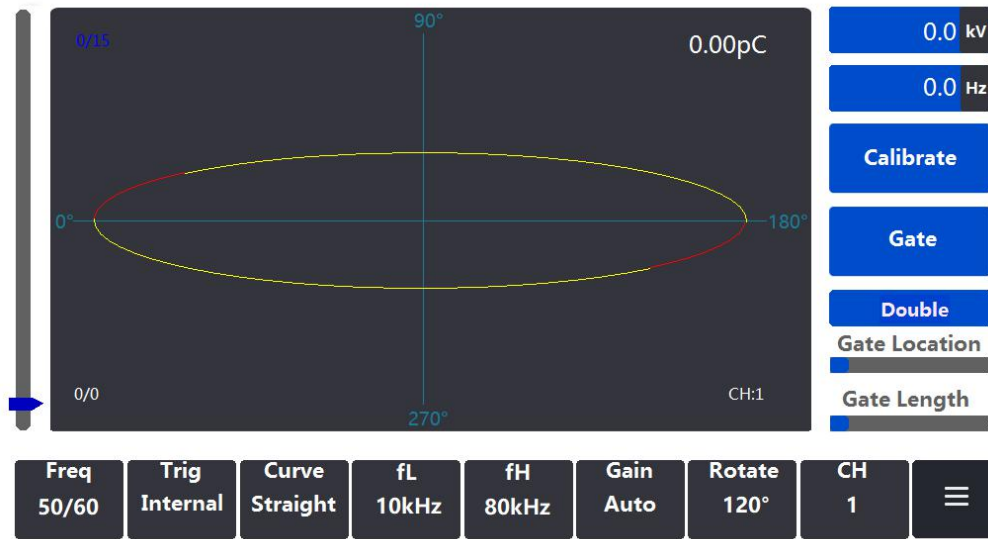 0/15
90°
0.00pC
0°
180°
0/0
270°
CH:1
0.0 kV
0.0 Hz
Calibrate
Gate
Double
Gate Location
Gate Length
Freq
50/60
Trig
Internal
Curve
Straight
fL
10kHz
fH
80kHz
Gain
Auto
Rotate
120°
CH
1